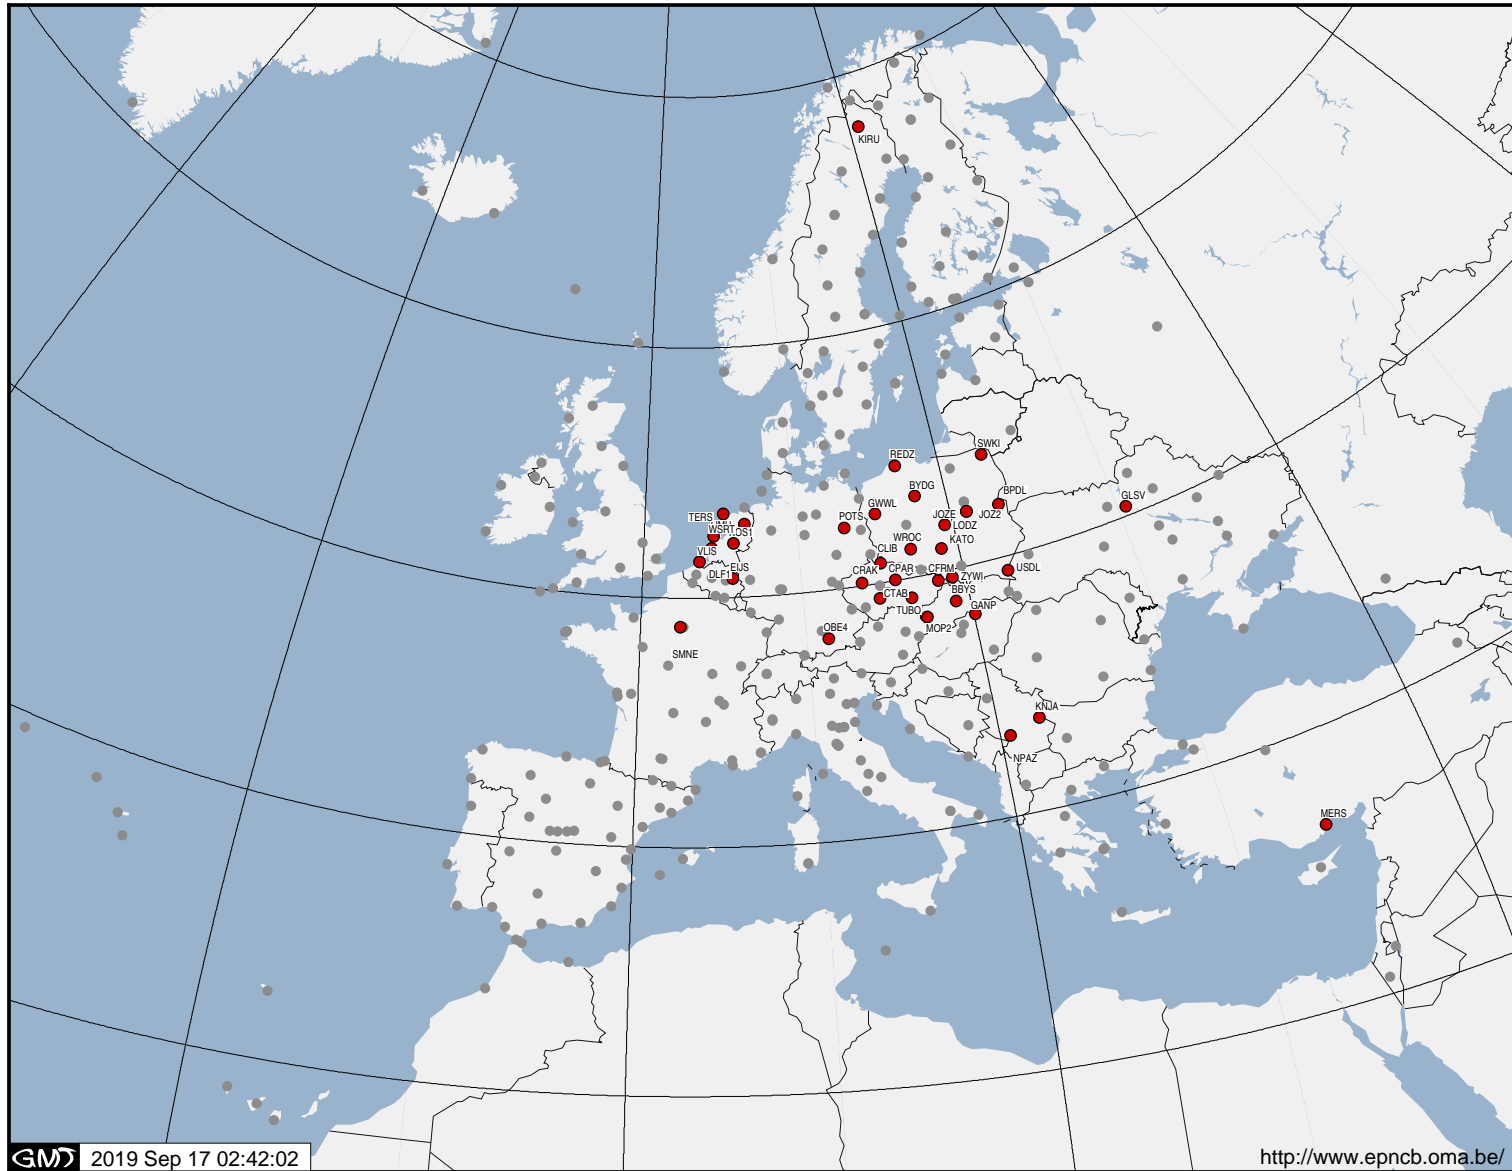 KIRU
SWKI
REDZ
BYDG
BPDL
GLSV
TERS
GWWL
POTS
JOZE
JOZ2
LODZ
WSRT
KOS1
WROC
KATO
VLIS
CLIB
EIJS
DLF1
CRAK
CPAR
CFRM
ZYWI
USDL
CTAB
BBYS
TUBO
GANP
MOP2
OBE4
SMNE
KNJA
NPAZ
MERS
GMT
2019 Sep 17 02:42:02
http://www.epncb.oma.be/